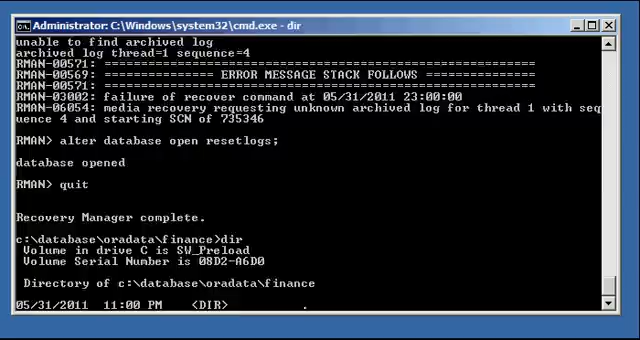 Administrator: C:\Windows\system32\cmd.exe - dir
unable to find archived log
archived log thread=1 sequence=4
RMAN-00571: ===========================================================
RMAN-00569: =============== ERROR MESSAGE STACK FOLLOWS ===============
RMAN-00571: ===========================================================
RMAN-03002: failure of recover command at 05/31/2011 23:00:00
RMAN-06054: media recovery requesting unknown archived log for thread 1 with seq
uence 4 and starting SCN of 735346
RMAN> alter database open resetlogs;
database opened
RMAN> quit
Recovery Manager complete.
c:\database\oradata\finance>dir
Volume in drive C is SW_Preload
Volume Serial Number is 08D2-A6D0
Directory of c:\database\oradata\finance
05/31/2011  11:00 PM    <DIR>          .